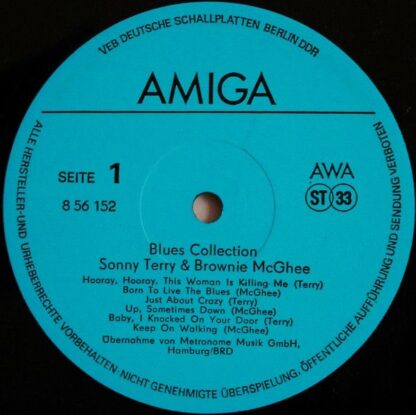 VEB DEUTSCHE SCHALLPLATTEN BERLIN DDR
AMIGA
SEITE 1
8 56 152
AWA
ST 33
Blues Collection
Sonny Terry & Brownie McGhee
Hooray, Hooray, This Woman Is Killing Me (Terry)
Born To Live The Blues (McGhee)
Just About Crazy (Terry)
Up, Sometimes Down (McGhee)
Baby, I Knocked On Your Door (Terry)
Keep On Walking (McGhee)
Übernahme von Metronome Musik GmbH,
Hamburg/BRD
ALLE HERSTELLER-UND URHEBERRECHTE VORBEHALTEN·NICHT GENEHMIGTE ÜBERSPIELUNG, ÖFFENTLICHE AUFFÜHRUNG UND SENDUNG VERBOTEN